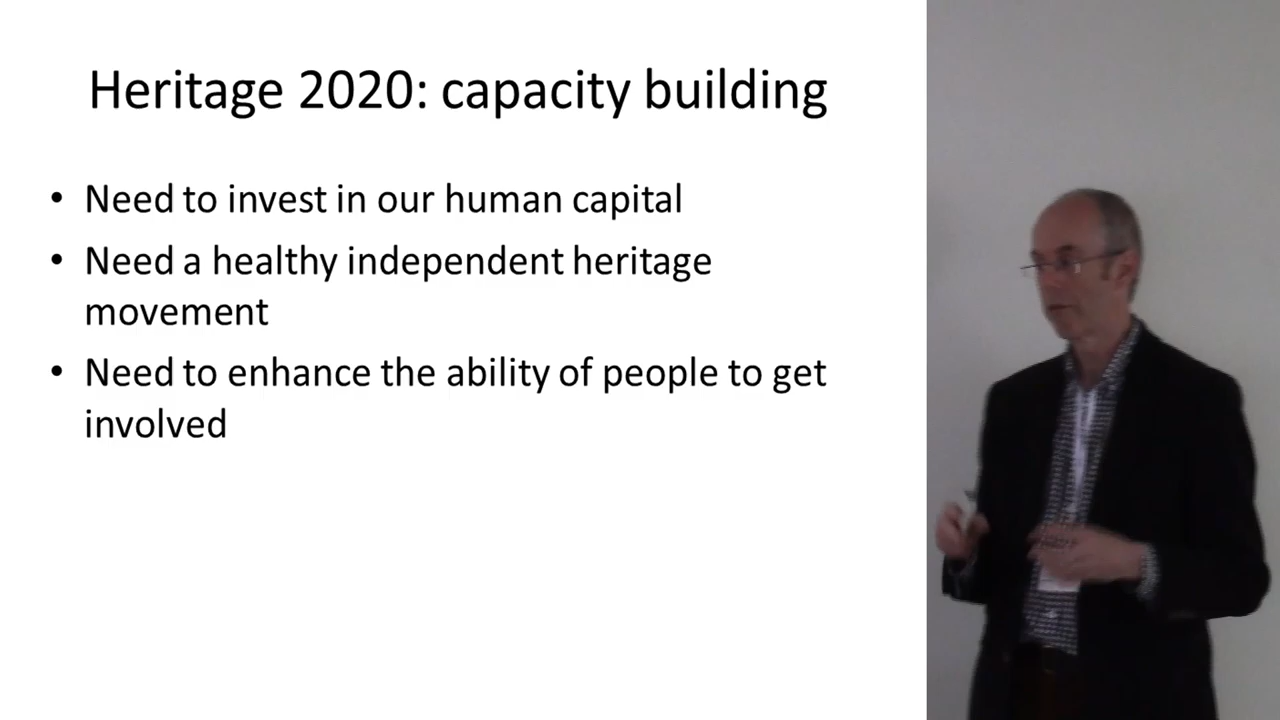 Heritage 2020: capacity building
• Need to invest in our human capital
• Need a healthy independent heritage
movement
• Need to enhance the ability of people to get
involved